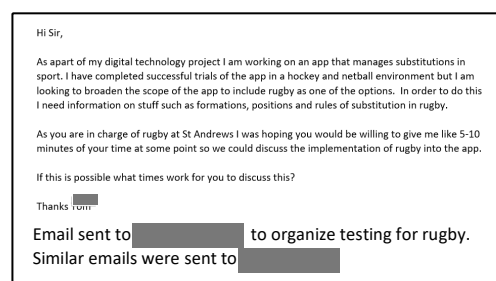 Hi Sir,
As apart of my digital technology project I am working on an app that manages substitutions in
sport. I have completed successful trials of the app in a hockey and netball environment but I am
looking to broaden the scope of the app to include rugby as one of the options.  In order to do this
I need information on stuff such as formations, positions and rules of substitution in rugby.
As you are in charge of rugby at St Andrews I was hoping you would be willing to give me like 5-10
minutes of your time at some point so we could discuss the implementation of rugby into the app.
If this is possible what times work for you to discuss this?
Thanks
Email sent to to organize testing for rugby.
Similar emails were sent to